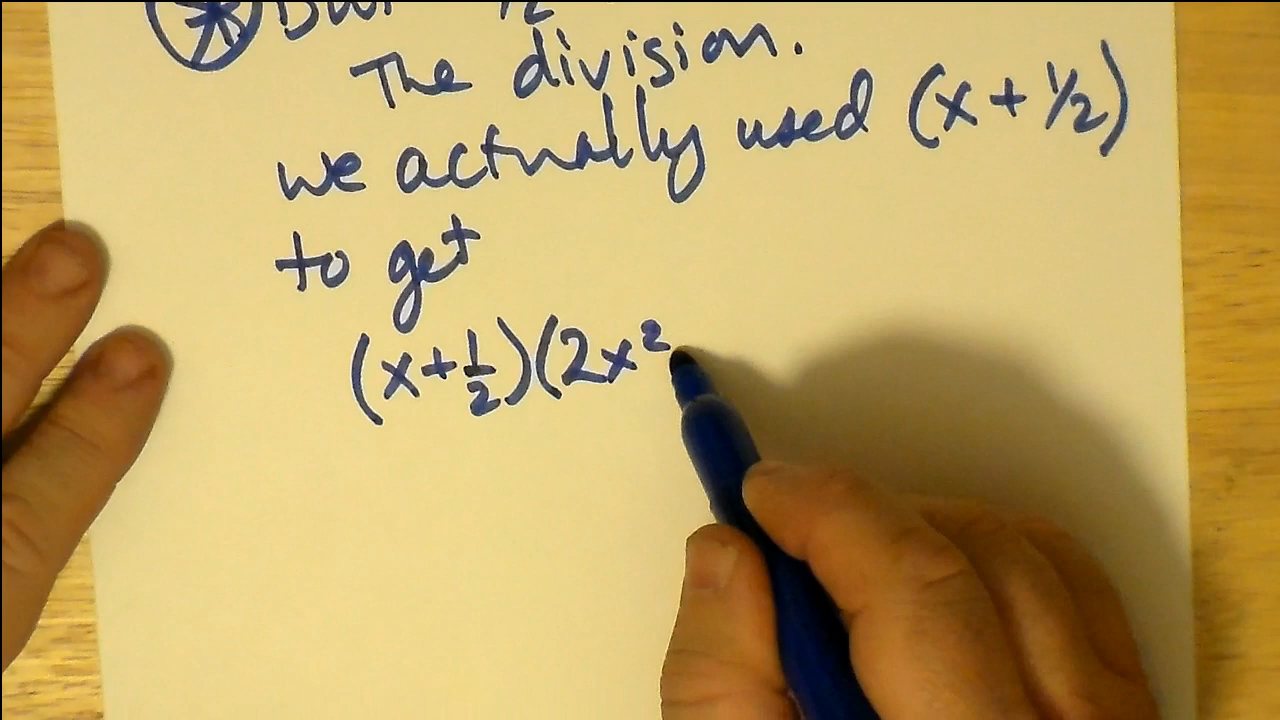 The division.
we actually used (x + 1/2)
to get
(x+1/2)(2x²